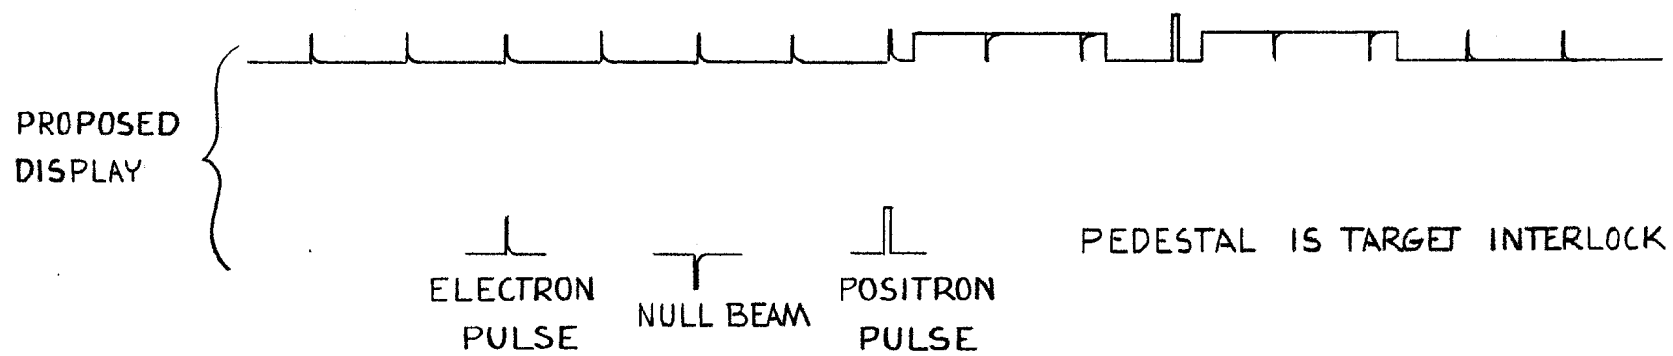 PROPOSED
DISPLAY
ELECTRON
PULSE
NULL BEAM
POSITRON
PULSE
PEDESTAL IS TARGET INTERLOCK